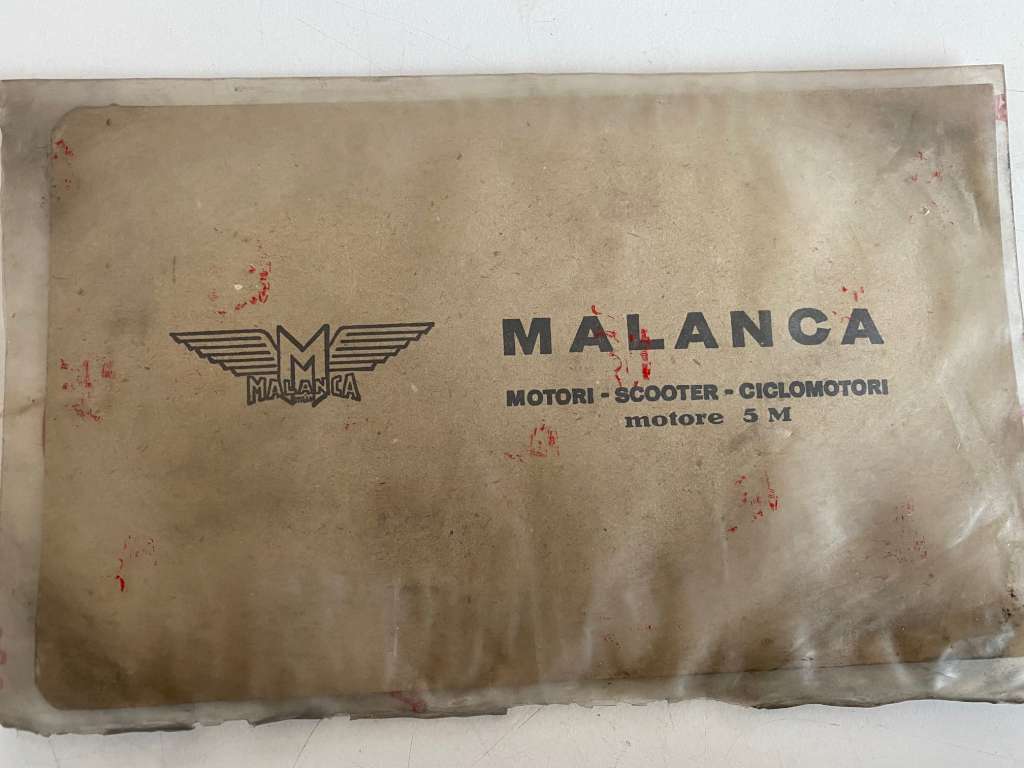 M
MALANCA
MALANCA
MOTORI - SCOOTER - CICLOMOTORI
motore 5 M